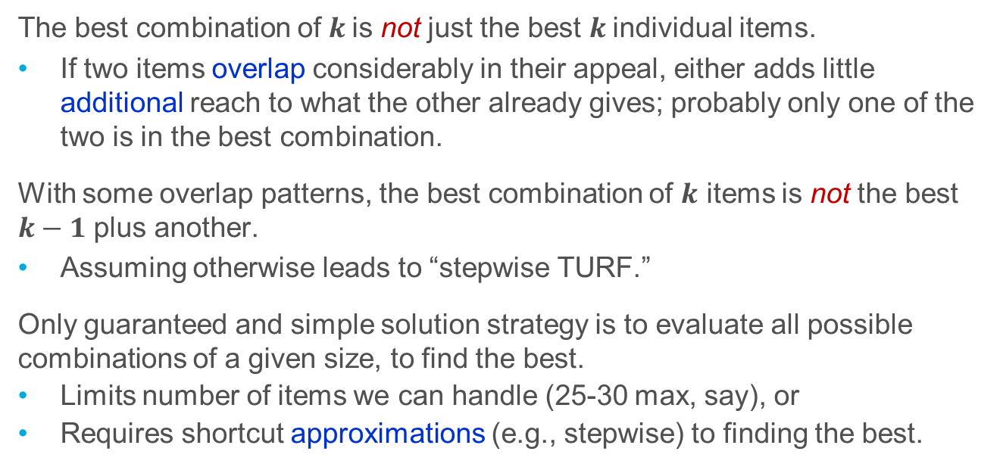 The best combination of k is not just the best k individual items.
• If two items overlap considerably in their appeal, either adds little
additional reach to what the other already gives; probably only one of the
two is in the best combination.
With some overlap patterns, the best combination of k items is not the best
k − 1 plus another.
• Assuming otherwise leads to “stepwise TURF.”
Only guaranteed and simple solution strategy is to evaluate all possible
combinations of a given size, to find the best.
• Limits number of items we can handle (25-30 max, say), or
• Requires shortcut approximations (e.g., stepwise) to finding the best.